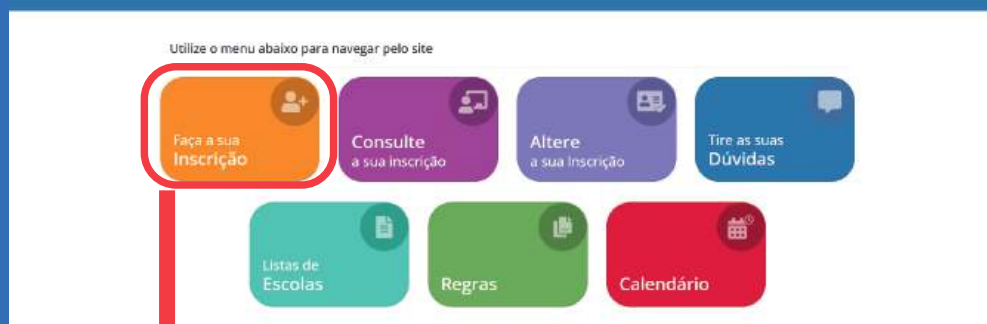 Utilize o menu abaixo para navegar pelo site
Faça a sua
Inscrição
Consulte
a sua inscrição
Altere
a sua Inscrição
Tire as suas
Dúvidas
Listas de
Escolas
Regras
Calendário